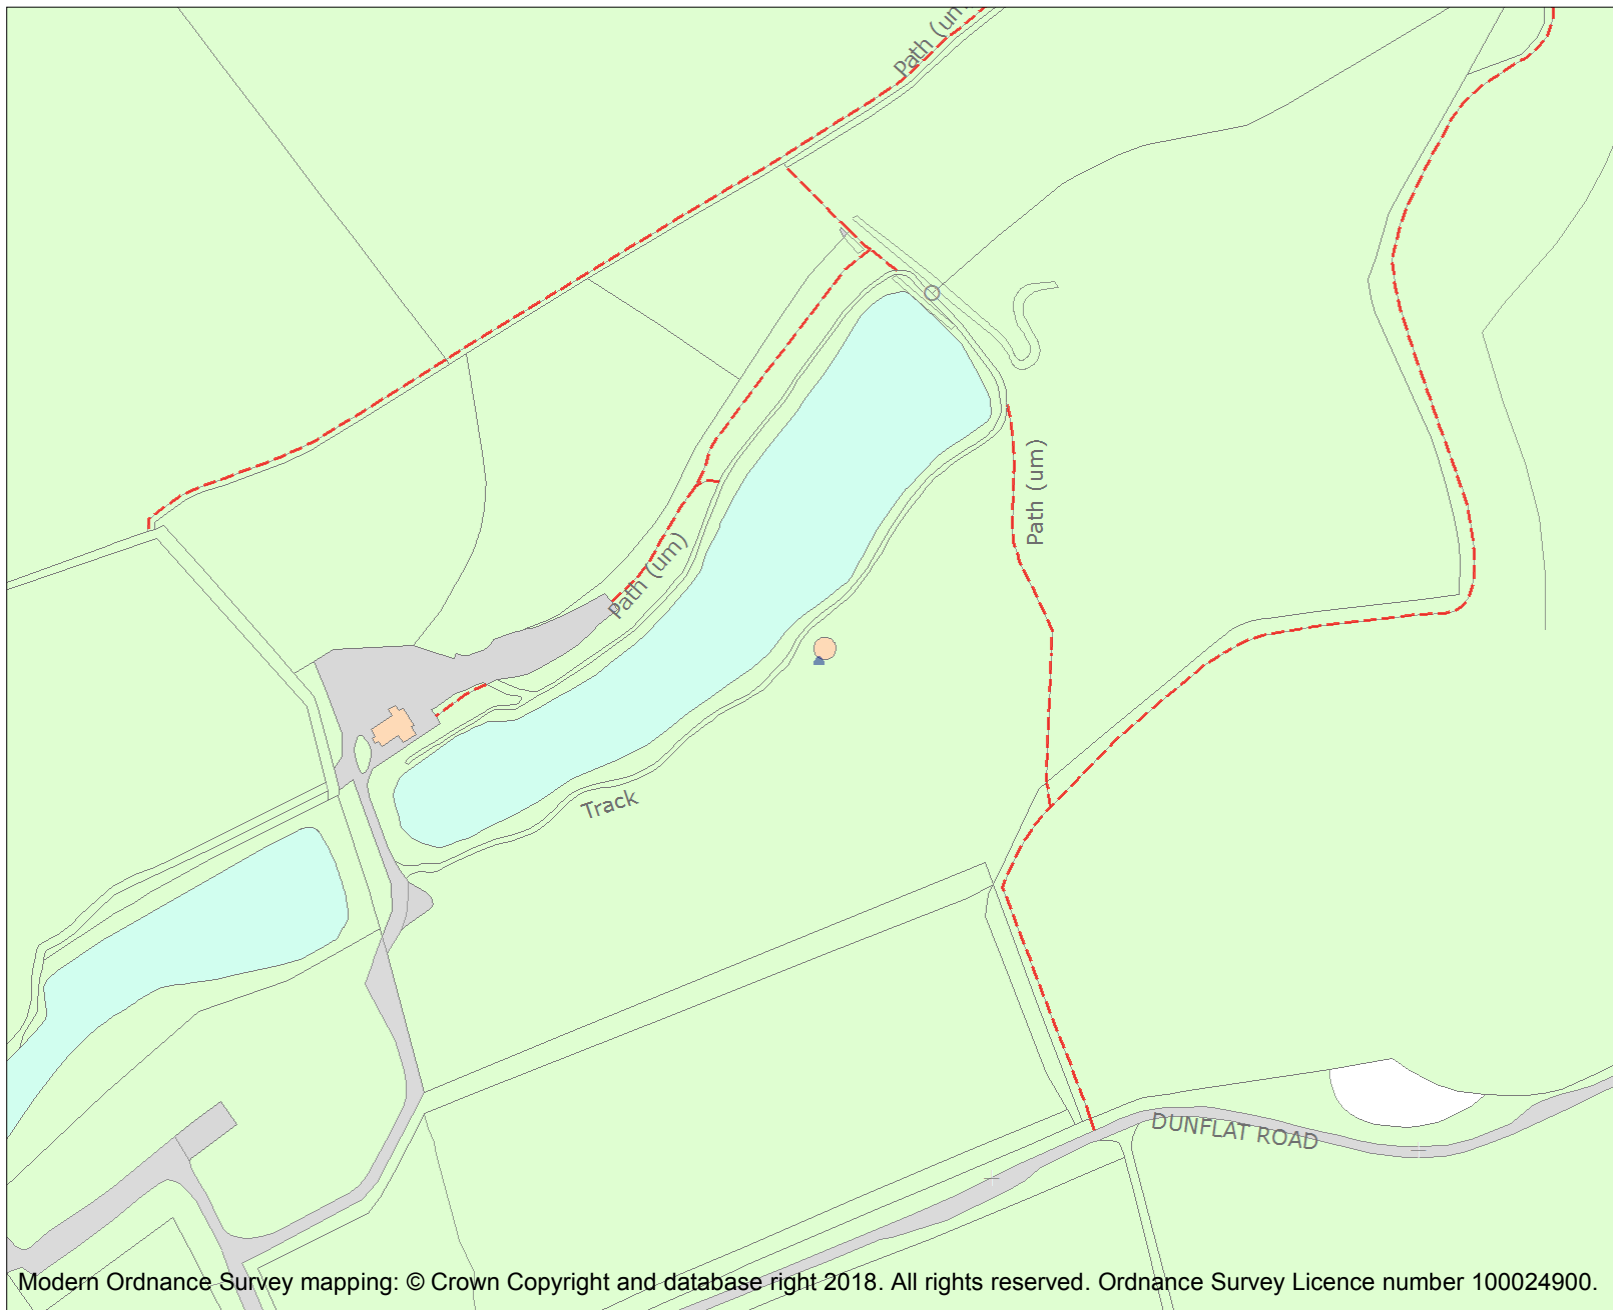 Path (um
Path (um)
Path (um)
Track
DUNFLAT ROAD
Modern Ordnance Survey mapping: © Crown Copyright and database right 2018. All rights reserved. Ordnance Survey Licence number 100024900.